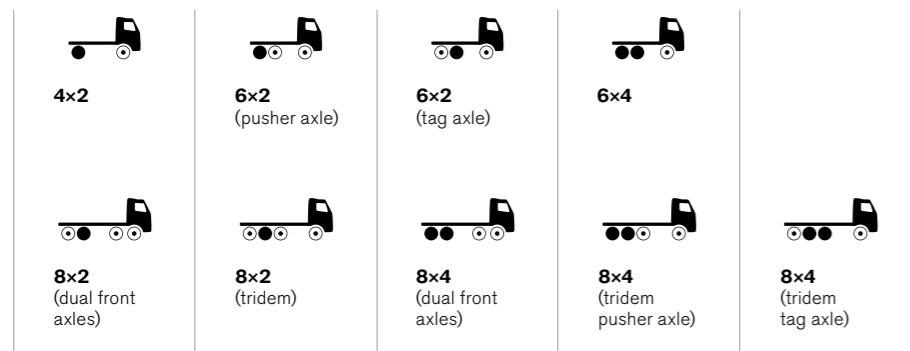 4×2
6×2
(pusher axle)
6×2
(tag axle)
6×4
8×2
(dual front
axles)
8×2
(tridem)
8×4
(dual front
axles)
8×4
(tridem
pusher axle)
8×4
(tridem
tag axle)